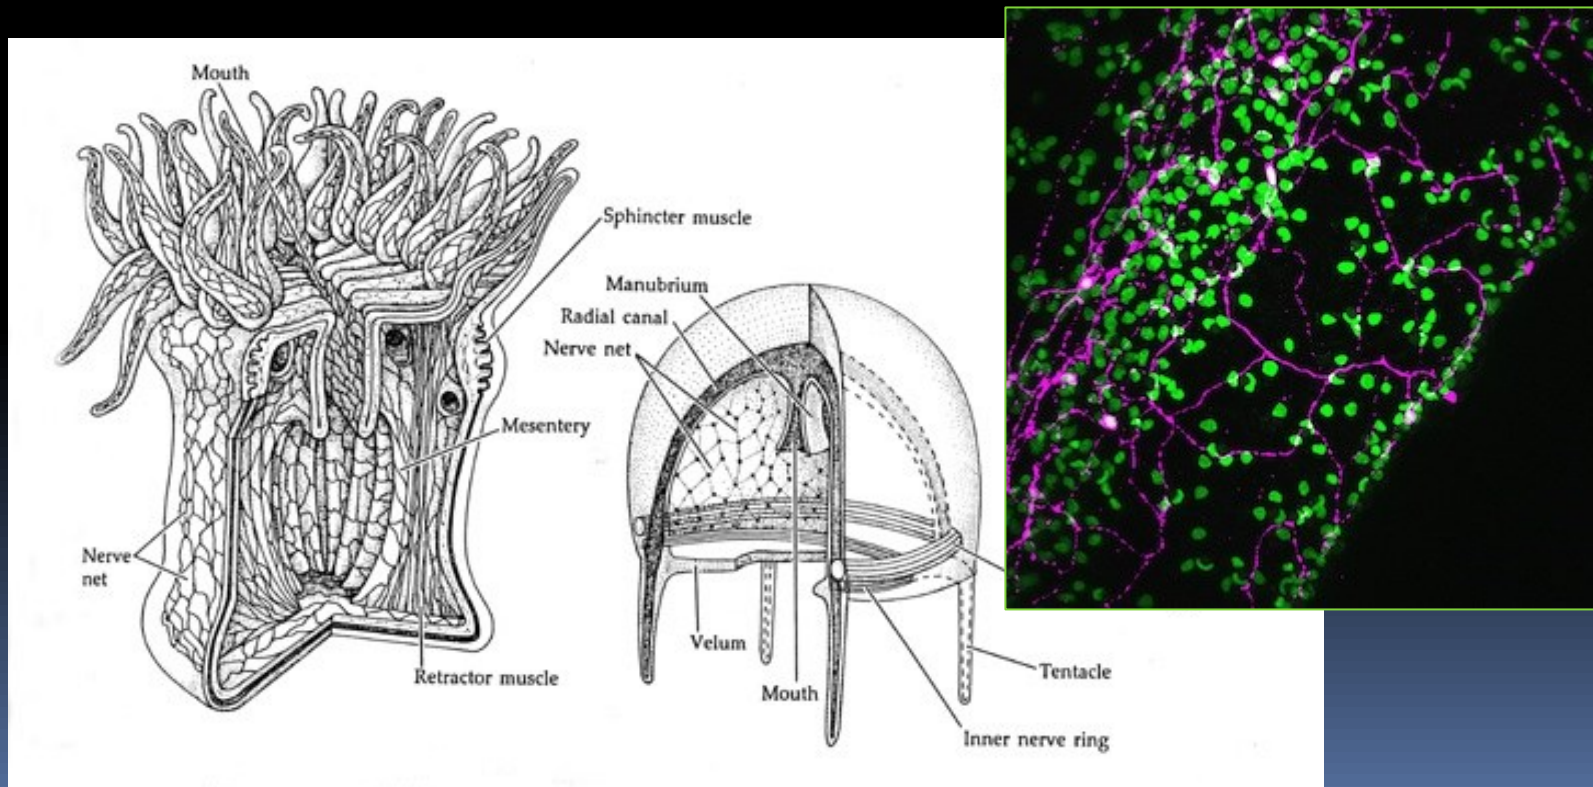 Mouth
Sphincter muscle
Manubrium
Radial canal
Nerve net
Mesentery
Nerve
net
Velum
Retractor muscle
Mouth
Tentacle
Inner nerve ring